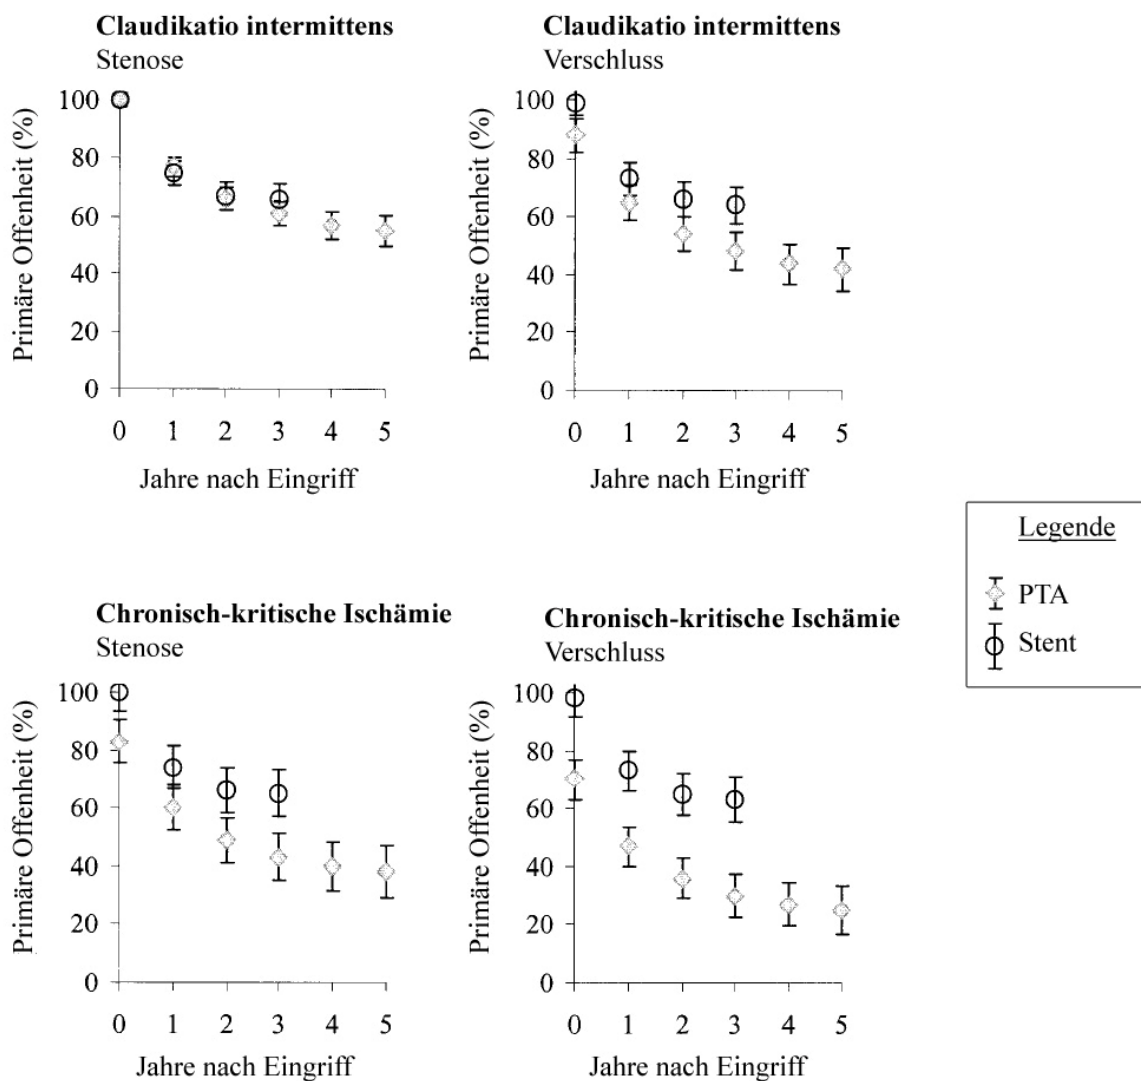 Claudikatio intermittens
Stenose
Primäre Offenheit (%)
100
80
60
40
20
0
0 1 2 3 4 5
Jahre nach Eingriff
Claudikatio intermittens
Verschluss
Primäre Offenheit (%)
100
80
60
40
20
0
0 1 2 3 4 5
Jahre nach Eingriff
Legende
PTA
Stent
Chronisch-kritische Ischämie
Stenose
Primäre Offenheit (%)
100
80
60
40
20
0
0 1 2 3 4 5
Jahre nach Eingriff
Chronisch-kritische Ischämie
Verschluss
Primäre Offenheit (%)
100
80
60
40
20
0
0 1 2 3 4 5
Jahre nach Eingriff